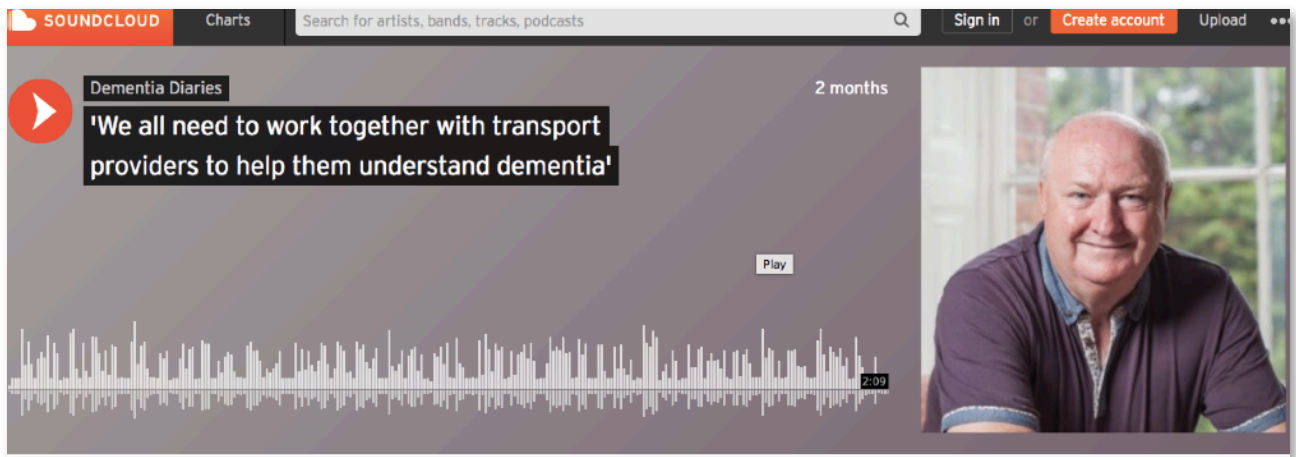 SOUNDCLOUD Charts Search for artists, bands, tracks, podcasts Sign in or Create account Upload
Dementia Diaries 2 months
'We all need to work together with transport
providers to help them understand dementia'
Play
2:09